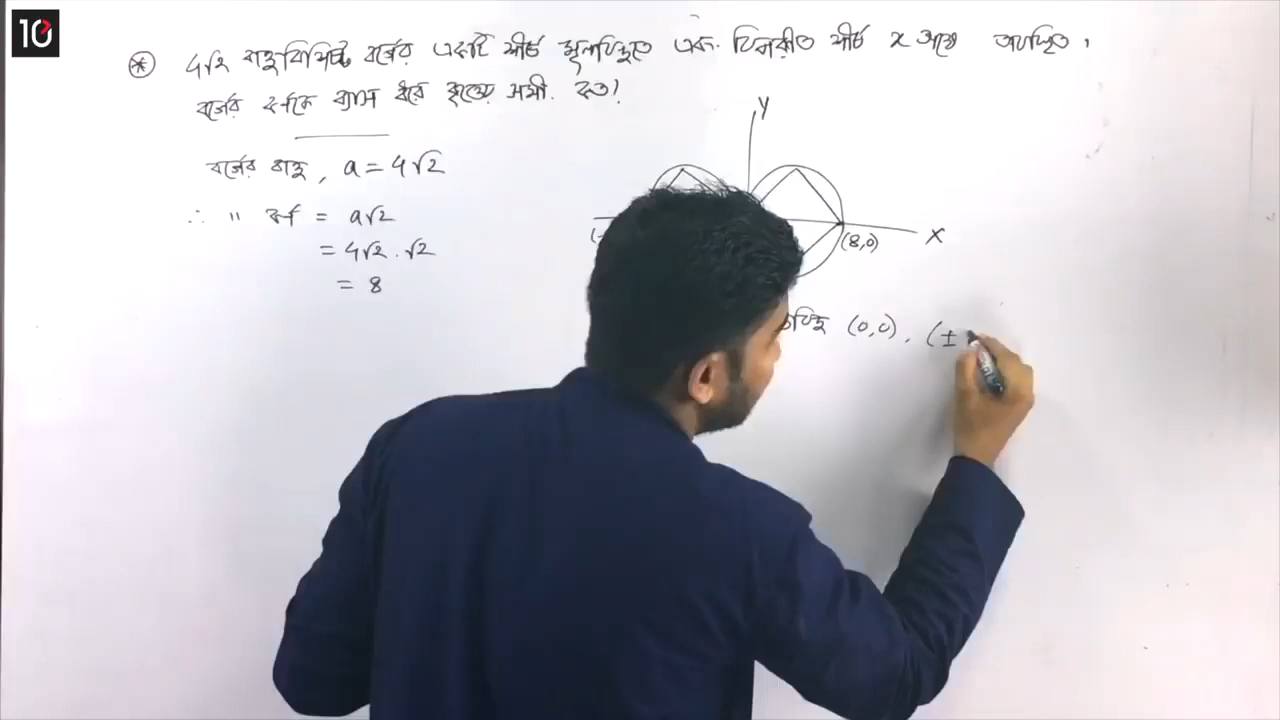 10
* 4√2 বাহুবিশিষ্ট বর্গের একটি শীর্ষ মূলবিন্দুতে এবং বিপরীত শীর্ষ x অক্ষে অবস্থিত,
বর্গের কর্ণকে ব্যাস ধরে বৃত্তের সমী. কত?
বর্গের বাহু, a = 4√2
∴ " কর্ণ = a√2
= 4√2 . √2
= 8
Y
X
(-
(8,0)
(0,0), (±